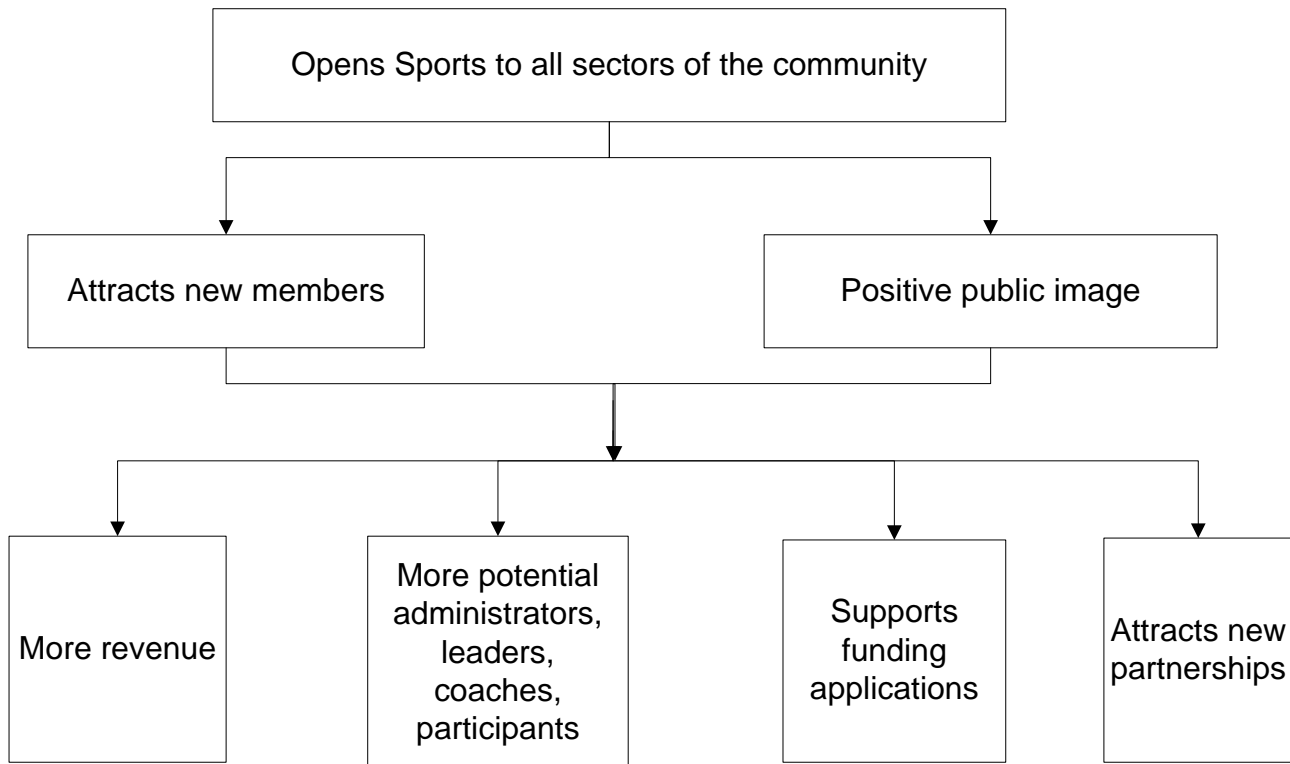 Opens Sports to all sectors of the community
Attracts new members
Positive public image
More revenue
More potential
administrators,
leaders,
coaches,
participants
Supports
funding
applications
Attracts new
partnerships